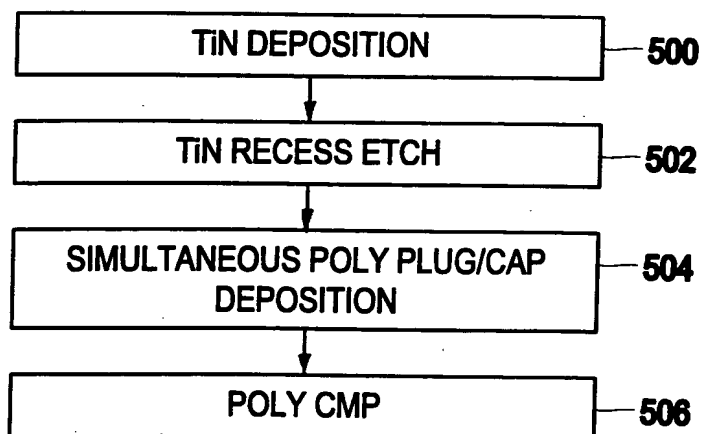 TiN DEPOSITION 500
TiN RECESS ETCH 502
SIMULTANEOUS POLY PLUG/CAP 504
DEPOSITION
POLY CMP 506